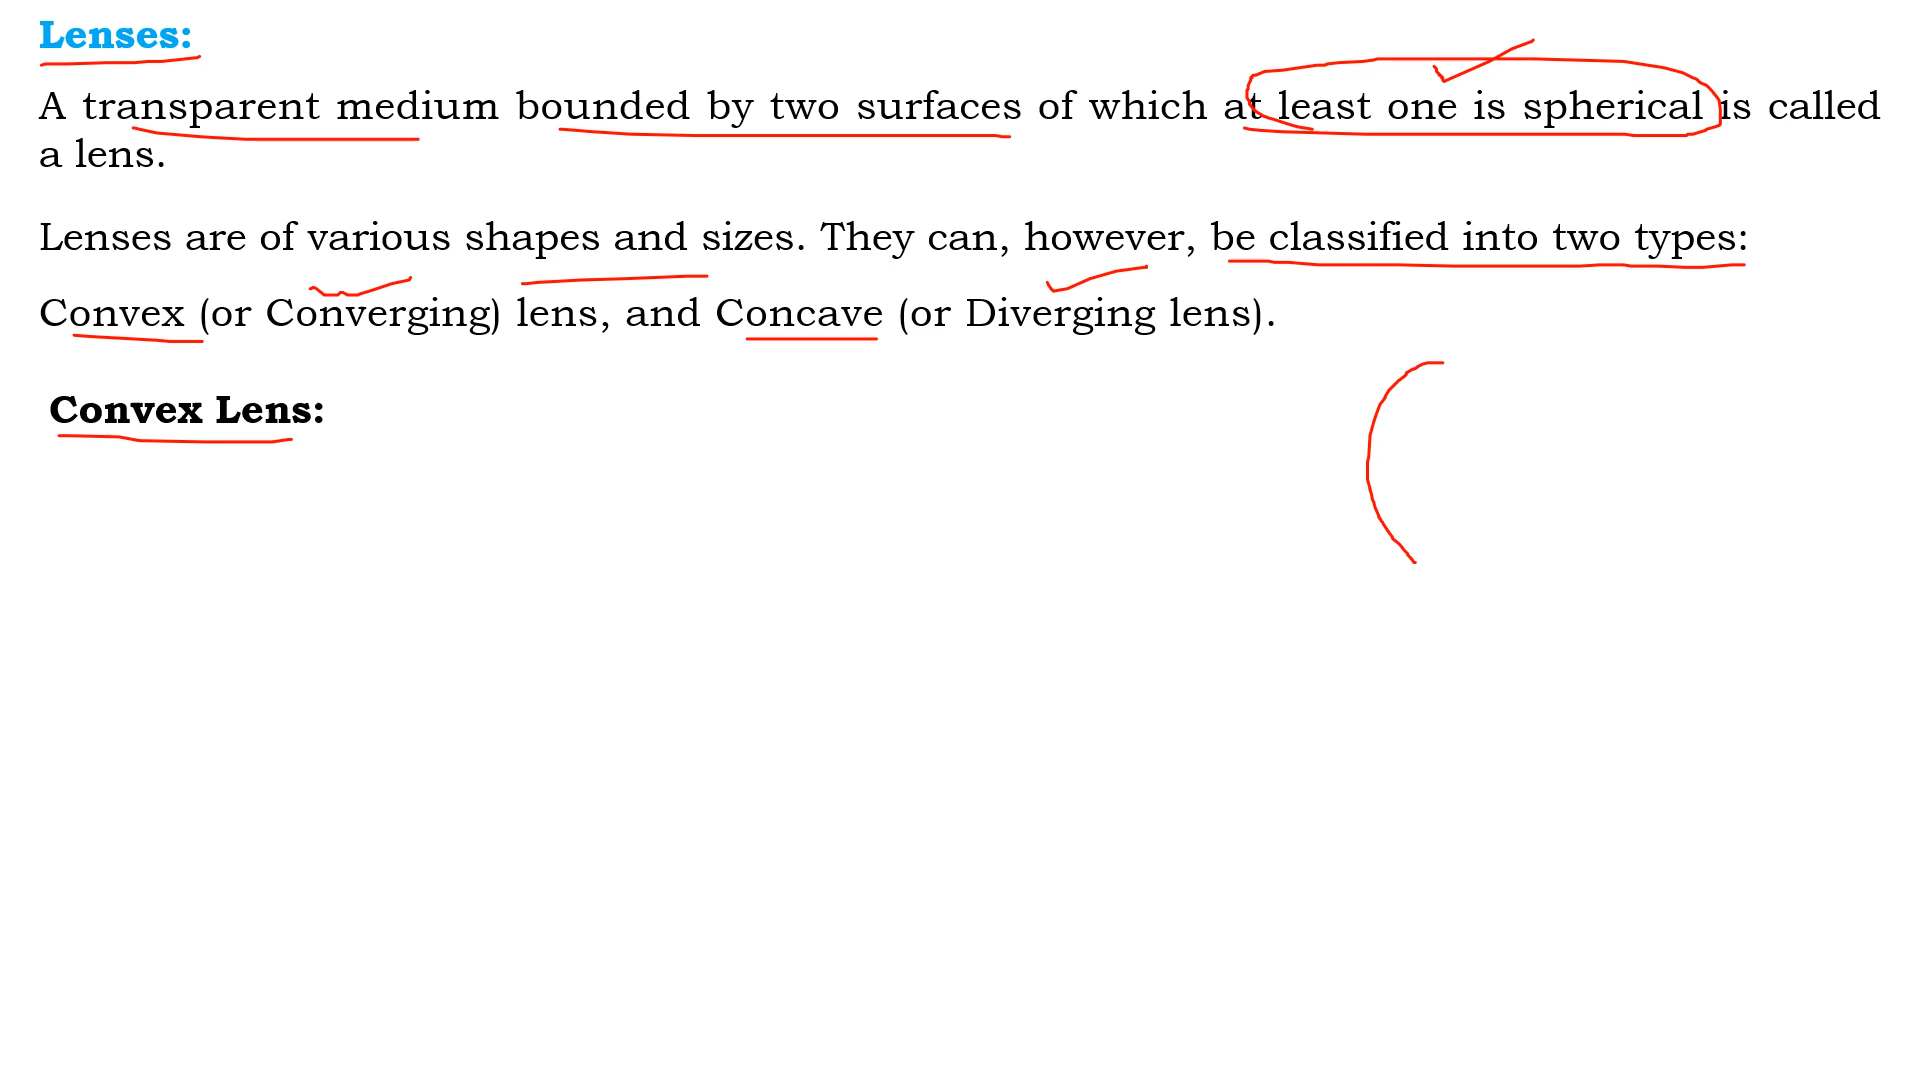 Lenses:
A transparent medium bounded by two surfaces of which at least one is spherical is called
a lens.
Lenses are of various shapes and sizes. They can, however, be classified into two types:
Convex (or Converging) lens, and Concave (or Diverging lens).
Convex Lens: